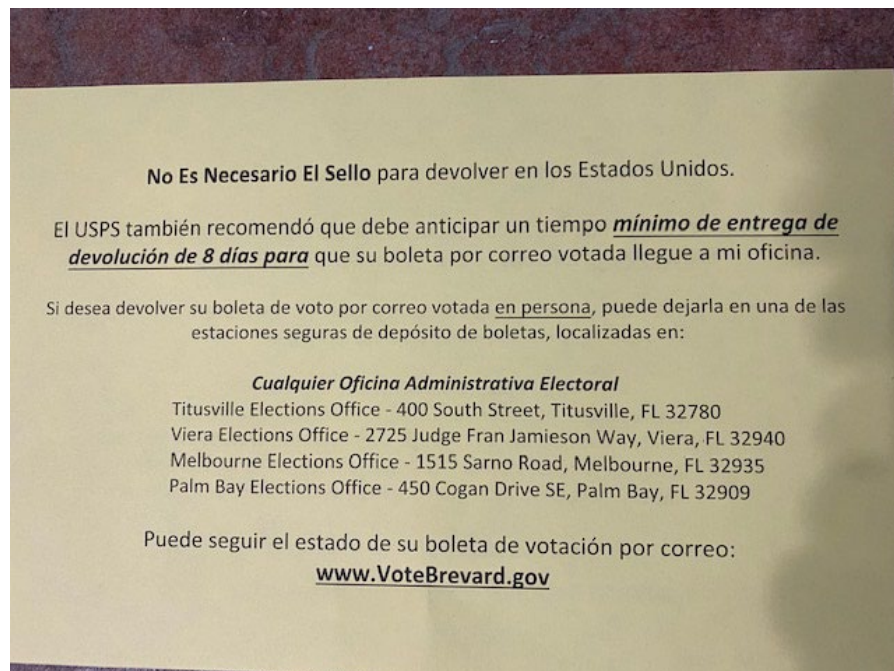 No Es Necesario El Sello para devolver en los Estados Unidos.
El USPS también recomendó que debe anticipar un tiempo mínimo de entrega de
devolución de 8 días para que su boleta por correo votada llegue a mi oficina.
Si desea devolver su boleta de voto por correo votada en persona, puede dejarla en una de las
estaciones seguras de depósito de boletas, localizadas en:
Cualquier Oficina Administrativa Electoral
Titusville Elections Office - 400 South Street, Titusville, FL 32780
Viera Elections Office - 2725 Judge Fran Jamieson Way, Viera, FL 32940
Melbourne Elections Office - 1515 Sarno Road, Melbourne, FL 32935
Palm Bay Elections Office - 450 Cogan Drive SE, Palm Bay, FL 32909
Puede seguir el estado de su boleta de votación por correo:
www.VoteBrevard.gov